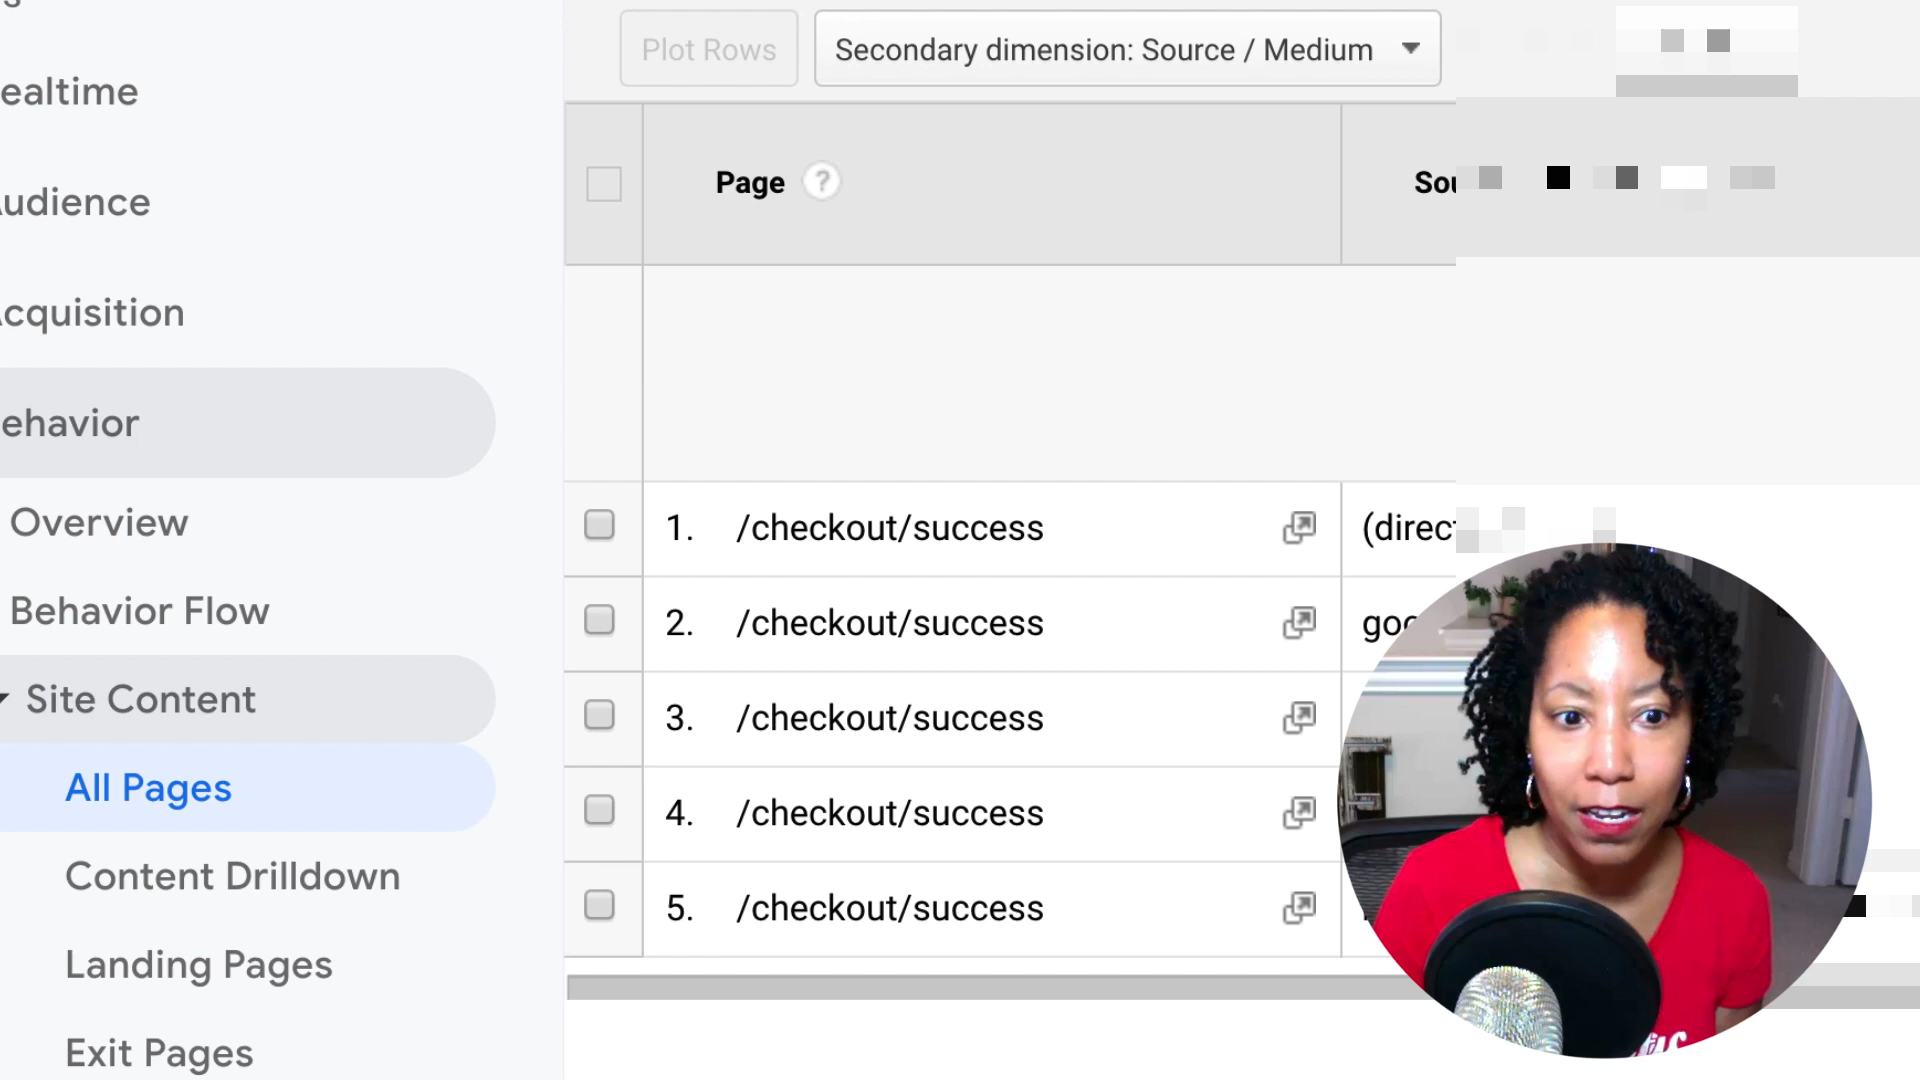 ealtime
udience
cquisition
ehavior
Overview
Behavior Flow
Site Content
All Pages
Content Drilldown
Landing Pages
Exit Pages
Plot Rows
Secondary dimension: Source / Medium
Page ?
Sou
1. /checkout/success (direc
2. /checkout/success goo
3. /checkout/success
4. /checkout/success
5. /checkout/success